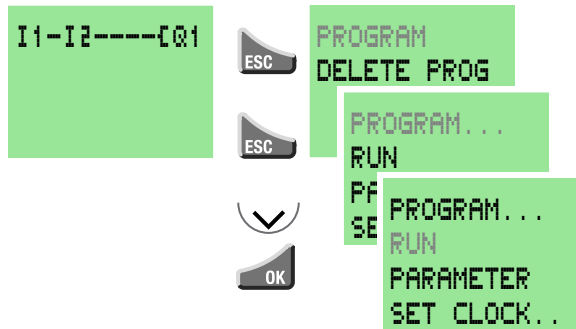 I1-I2----[Q1
ESC
PROGRAM
DELETE PROG
ESC
PROGRAM...
RUN
PA
SE
PROGRAM...
RUN
PARAMETER
SET CLOCK..
OK